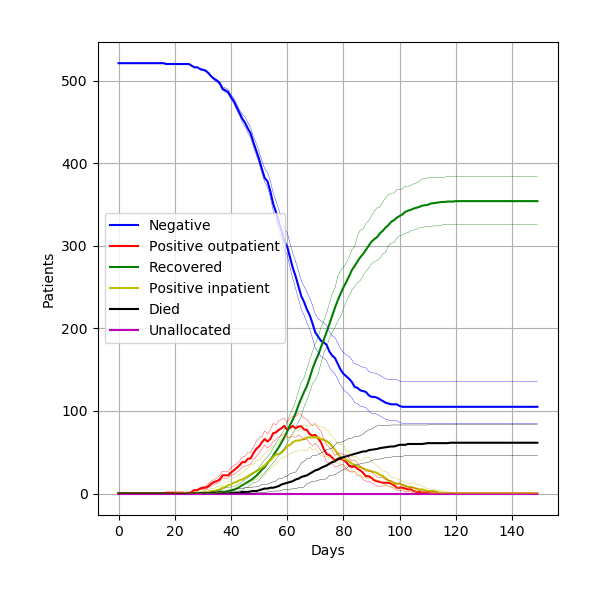 500
400
300
200
100
0
Patients
Negative
Positive outpatient
Recovered
Positive inpatient
Died
Unallocated
0 20 40 60 80 100 120 140
Days